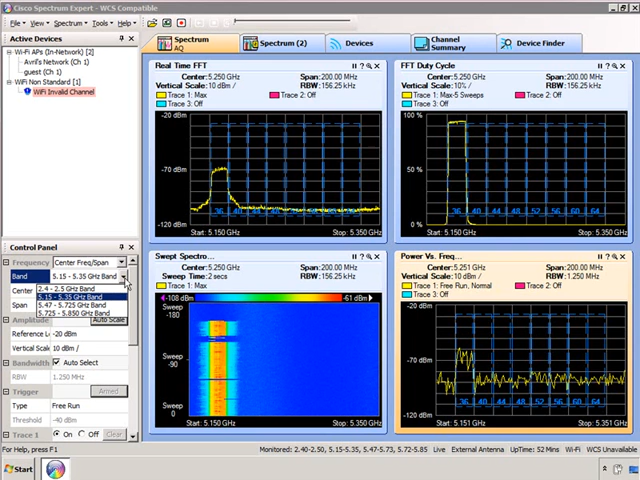 Cisco Spectrum Expert - WCS Compatible
File Views Spectrum Tools Help
Active Devices
Wi-Fi APs (In-Network) [2]
Avril's Network (Ch 1)
guest (Ch 1)
WiFi Non Standard [1]
WiFi Invalid Channel
Spectrum
AQ
Spectrum (2)
Devices
Channel
Summary
Device Finder
Real Time FFT
Center: 5.250 GHz Span: 200.00 MHz
Vertical Scale: 10 dBm / RBW: 156.25 kHz
Trace 1: Max Trace 2: Off
Trace 3: Off
-20 dBm
-70 dBm
-120 dBm
36 40 44 48 52 56 60 64
Start: 5.150 GHz Stop: 5.350 GHz
FFT Duty Cycle
Center: 5.250 GHz Span: 200.00 MHz
Vertical Scale: 10% / RBW: 156.25 kHz
Trace 1: Max-5 Sweeps Trace 2: Off
Trace 3: Off
100 %
50 %
0 %
36 40 44 48 52 56 60 64
Start: 5.150 GHz Stop: 5.350 GHz
Control Panel
Frequency Center Freq/Span
Band 5.15 - 5.35 GHz Band
Center 2.4 - 2.5 GHz Band
5.15 - 5.35 GHz Band
Span 5.47 - 5.725 GHz Band
5.725 - 5.850 GHz Band
Amplitude Auto Scale
Reference L -20 dBm
Vertical Scale 10 dBm /
Bandwidth Auto Select
RBW 1.250 MHz
Trigger Armed
Type Free Run
Threshold -40 dBm
Trace 1 On Off Clear
Swept Spectro...
Center: 5.250 GHz Span: 200.00 MHz
Sweep Time: 2 secs RBW: 156.25 kHz
Trace 1: Max
-108 dBm -61 dBm
Sweep
-180
Sweep
-90
Sweep
0
Start: 5.150 GHz Stop: 5.350 GHz
Power Vs. Freq...
Center: 5.251 GHz Span: 200.00 MHz
Vertical Scale: 10 dBm / RBW: 156.25 kHz
Trace 1: Free Run, Normal Trace 2: Off
Trace 3: Off
-20 dBm
-70 dBm
-120 dBm
36 40 44 48 52 56 60 64
Start: 5.151 GHz Stop: 5.351 GHz
For Help, press F1
Monitored: 2.40-2.50, 5.15-5.35, 5.47-5.73, 5.72-5.85 Live External Antenna UpTime: 52 Mins Wi-Fi WCS Unavailable
Start